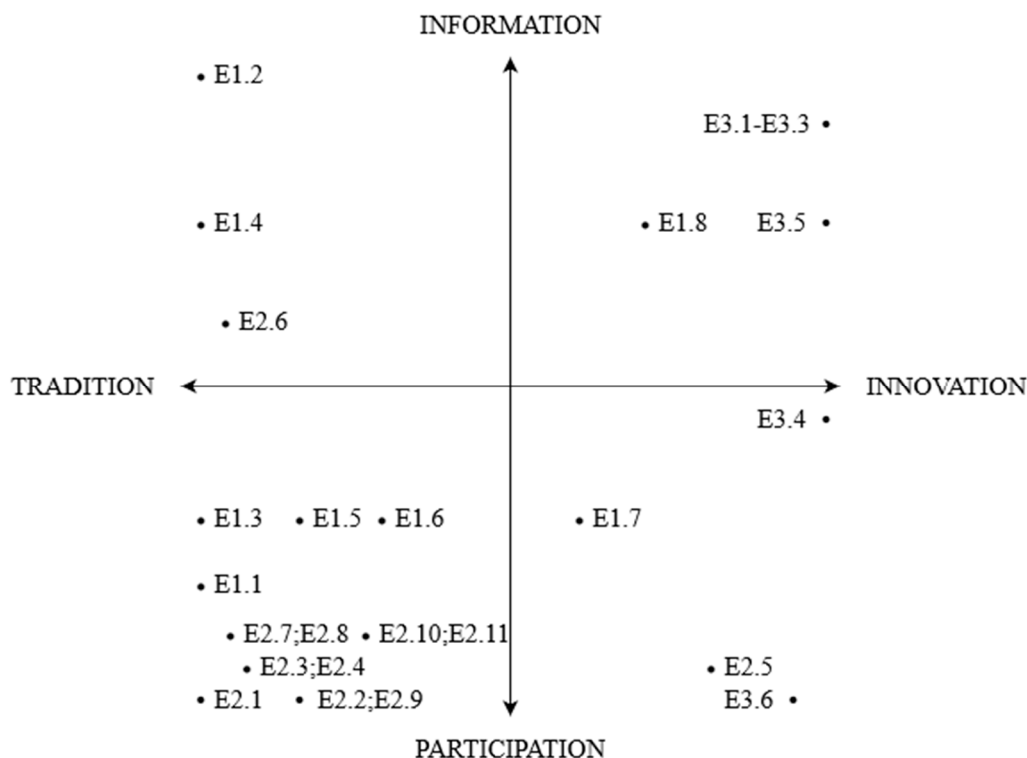 INFORMATION
E1.2
E3.1-E3.3
E1.4
E1.8
E3.5
E2.6
TRADITION
INNOVATION
E3.4
E1.3
E1.5
E1.6
E1.7
E1.1
E2.7;E2.8
E2.10;E2.11
E2.3;E2.4
E2.5
E2.1
E2.2;E2.9
E3.6
PARTICIPATION